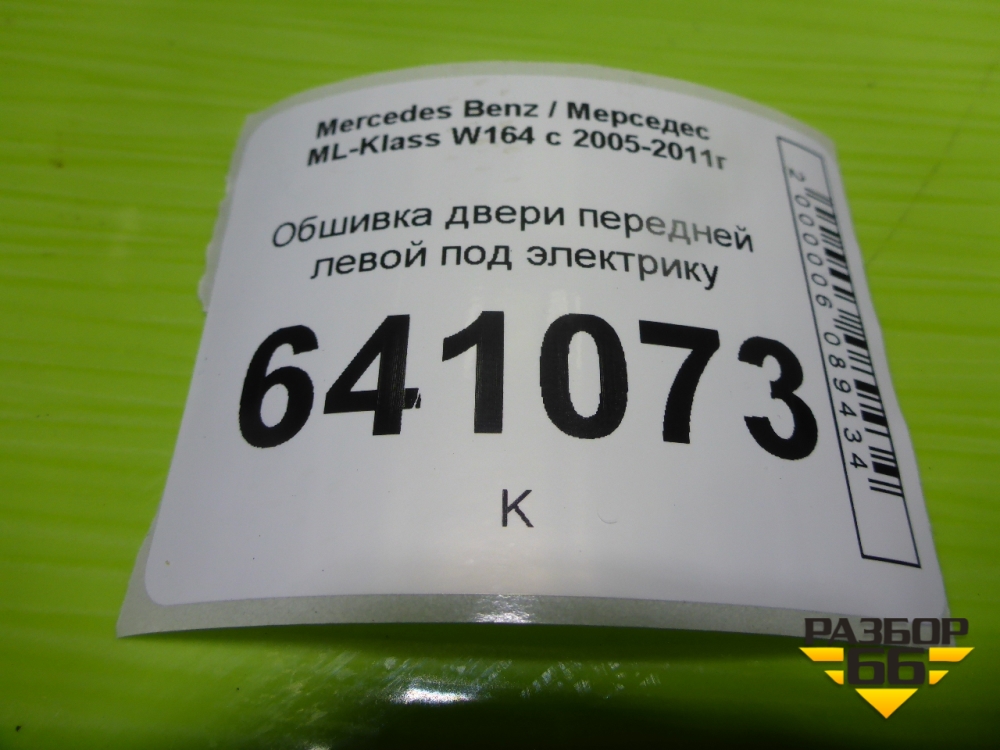 Mercedes Benz / Мерседес
ML-Klass W164 с 2005-2011г
Обшивка двери передней
левой под электрику
641073
К
2000006089434
РАЗБОР
66